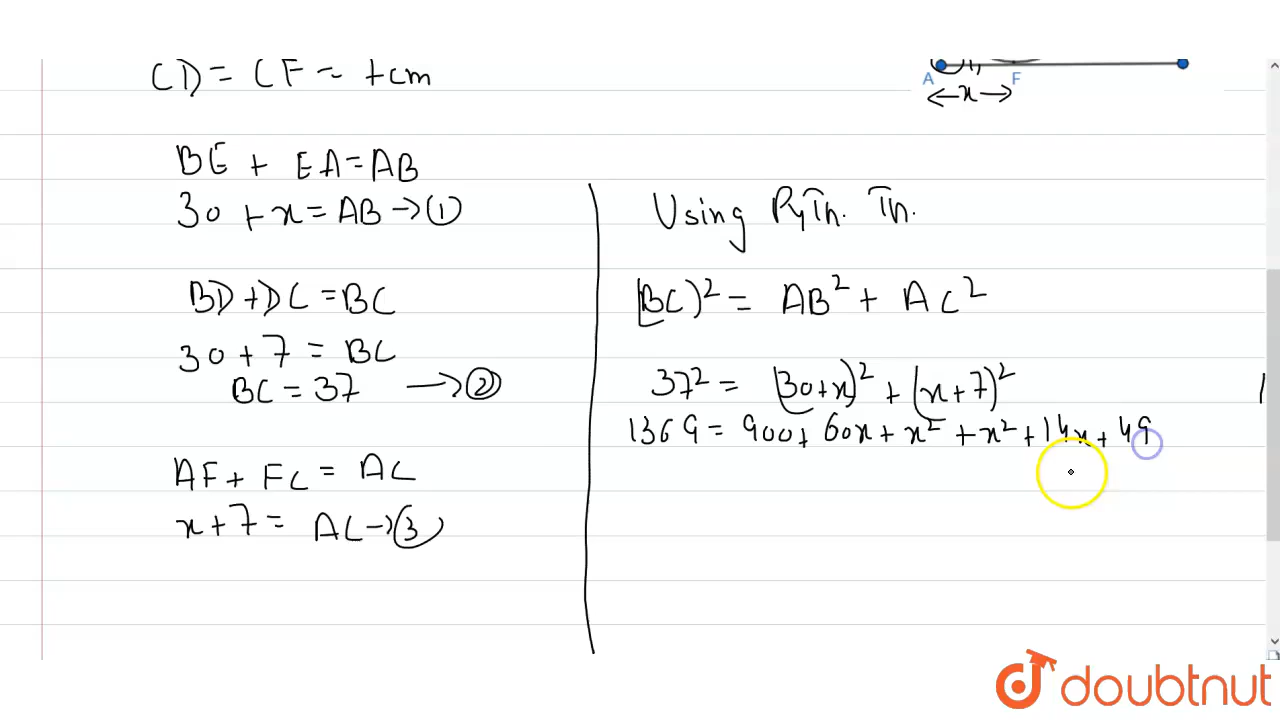 CD = CF = 7cm
A F
x
BE + EA = AB
30 + x = AB → ①
BD + DC = BC
30 + 7 = BC
BC = 37 → ②
AF + FC = AC
x + 7 = AC → ③
Using Pyth. Th.
(BC)² = AB² + AC²
37² = (30+x)² + (x+7)²
1369 = 900 + 60x + x² + x² + 14x + 49
doubtnut